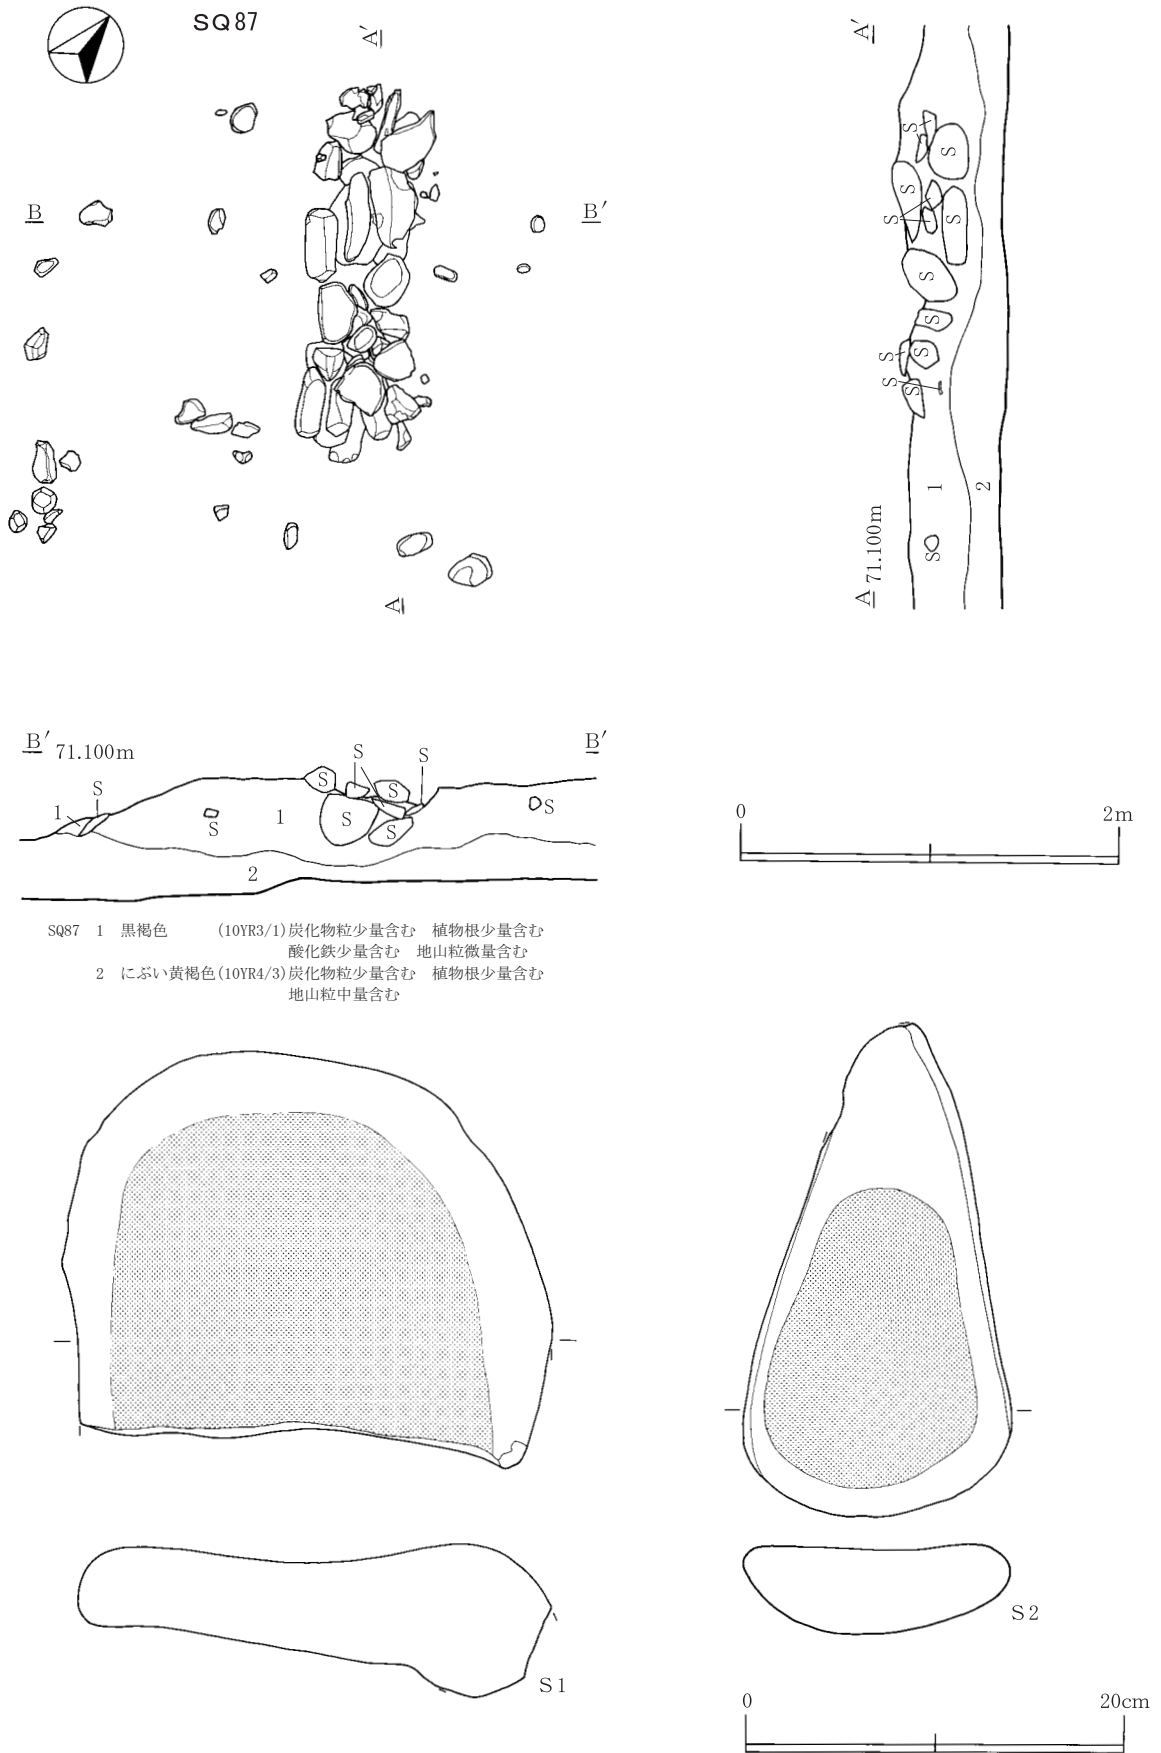 SQ87
A′
B
B′
A
A′
S
S
S
S
S
S
S
S
S
S
S
S
1
2
S
A 71.100m
B′ 71.100m
B′
S
S
S
1
S
S
S
1
S
S
S
2
0
2m
SQ87 1 黒褐色 (10YR3/1)炭化物粒少量含む 植物根少量含む
酸化鉄少量含む 地山粒微量含む
2 にぶい黄褐色(10YR4/3)炭化物粒少量含む 植物根少量含む
地山粒中量含む
S1
S2
0
20cm